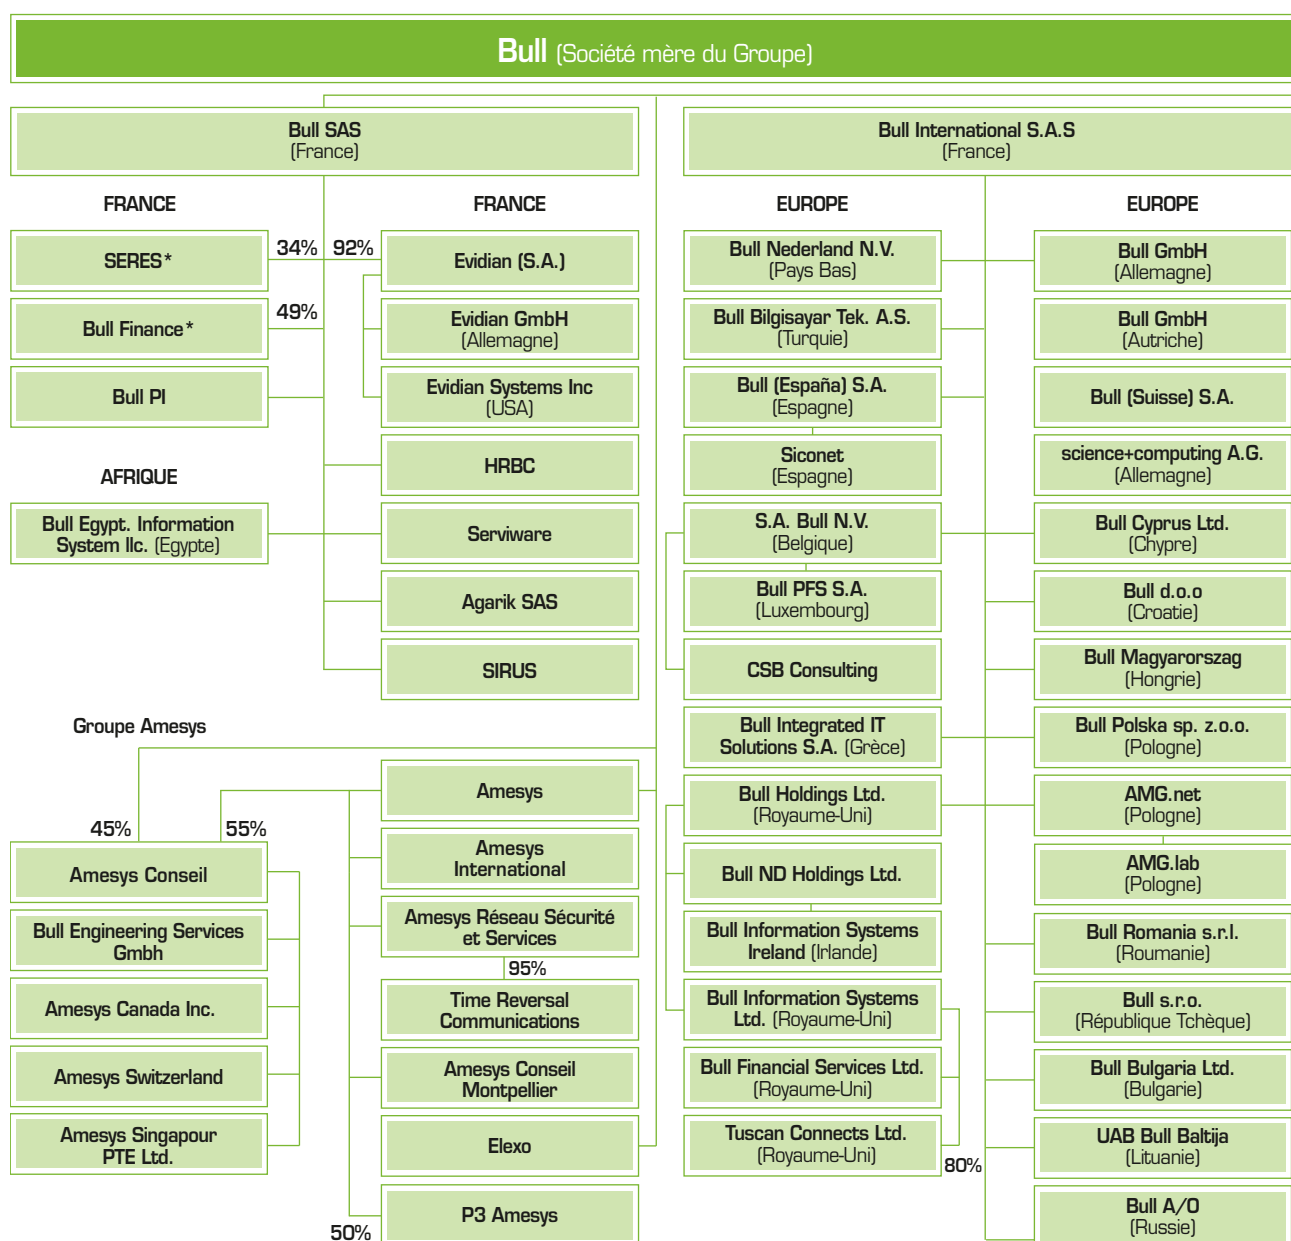 Bull (Société mère du Groupe)
Bull SAS
(France)
Bull International S.A.S
(France)
FRANCE
FRANCE
EUROPE
EUROPE
SERES*
34%
92%
Evidian (S.A.)
Bull Finance*
49%
Evidian GmbH
(Allemagne)
Bull PI
Evidian Systems Inc
(USA)
HRBC
AFRIQUE
Bull Egypt. Information
System llc. (Egypte)
Serviware
Agarik SAS
SIRUS
Bull Nederland N.V.
(Pays Bas)
Bull GmbH
(Allemagne)
Bull Bilgisayar Tek. A.S.
(Turquie)
Bull GmbH
(Autriche)
Bull (España) S.A.
(Espagne)
Bull (Suisse) S.A.
Siconet
(Espagne)
science+computing A.G.
(Allemagne)
S.A. Bull N.V.
(Belgique)
Bull Cyprus Ltd.
(Chypre)
Bull PFS S.A.
(Luxembourg)
Bull d.o.o
(Croatie)
CSB Consulting
Bull Magyarorszag
(Hongrie)
Bull Integrated IT
Solutions S.A. (Grèce)
Bull Polska sp. z.o.o.
(Pologne)
Bull Holdings Ltd.
(Royaume-Uni)
AMG.net
(Pologne)
Bull ND Holdings Ltd.
AMG.lab
(Pologne)
Bull Information Systems
Ireland (Irlande)
Bull Romania s.r.l.
(Roumanie)
Bull Information Systems
Ltd. (Royaume-Uni)
Bull s.r.o.
(République Tchèque)
Bull Financial Services Ltd.
(Royaume-Uni)
Bull Bulgaria Ltd.
(Bulgarie)
Tuscan Connects Ltd.
(Royaume-Uni)
80%
UAB Bull Baltija
(Lituanie)
Bull A/O
(Russie)
Groupe Amesys
45%
55%
Amesys
Amesys Conseil
Amesys
International
Bull Engineering Services
Gmbh
Amesys Réseau Sécurité
et Services
95%
Amesys Canada Inc.
Time Reversal
Communications
Amesys Switzerland
Amesys Conseil
Montpellier
Amesys Singapour
PTE Ltd.
Elexo
50%
P3 Amesys